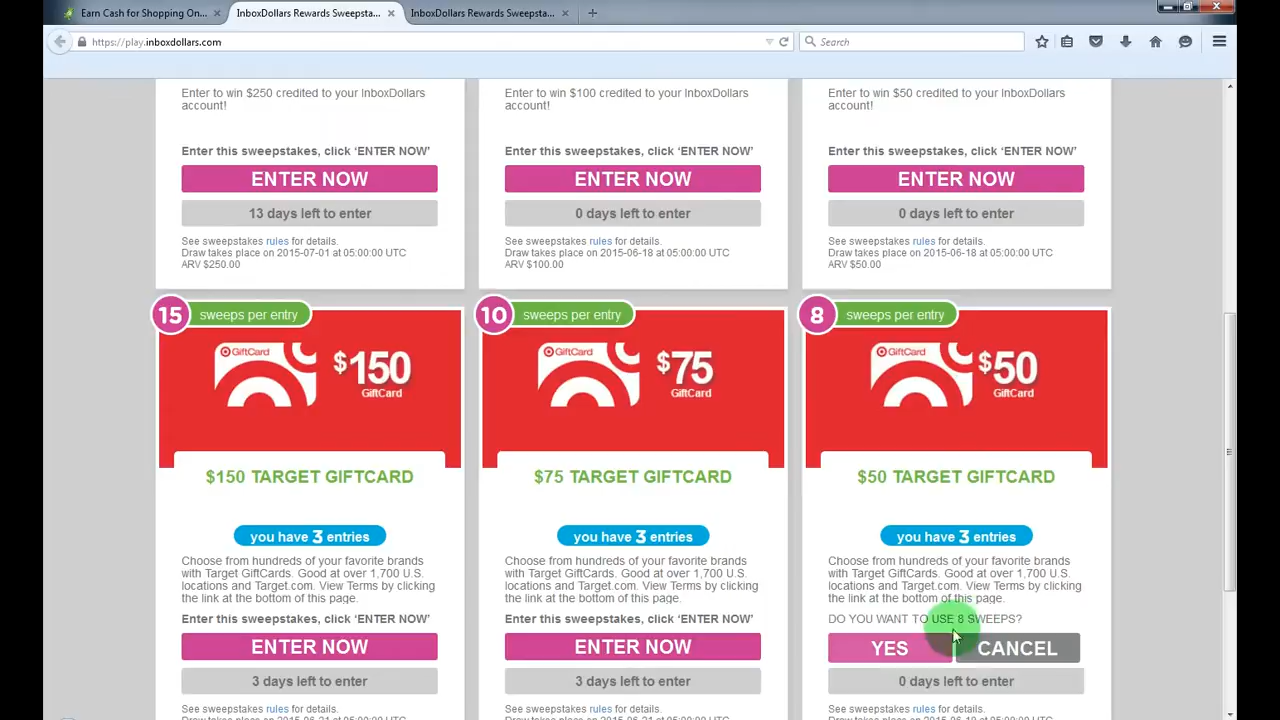 Earn Cash for Shopping On... ×
InboxDollars Rewards Sweepsta... ×
InboxDollars Rewards Sweepsta... ×
https://play.inboxdollars.com
Search
Enter to win $250 credited to your InboxDollars
account!
Enter this sweepstakes, click ‘ENTER NOW’
ENTER NOW
13 days left to enter
See sweepstakes rules for details.
Draw takes place on 2015-07-01 at 05:00:00 UTC
ARV $250.00
Enter to win $100 credited to your InboxDollars
account!
Enter this sweepstakes, click ‘ENTER NOW’
ENTER NOW
0 days left to enter
See sweepstakes rules for details.
Draw takes place on 2015-06-18 at 05:00:00 UTC
ARV $100.00
Enter to win $50 credited to your InboxDollars
account!
Enter this sweepstakes, click ‘ENTER NOW’
ENTER NOW
0 days left to enter
See sweepstakes rules for details.
Draw takes place on 2015-06-18 at 05:00:00 UTC
ARV $50.00
15 sweeps per entry
GiftCard
$150
GiftCard
$150 TARGET GIFTCARD
you have 3 entries
Choose from hundreds of your favorite brands
with Target GiftCards. Good at over 1,700 U.S.
locations and Target.com. View Terms by clicking
the link at the bottom of this page.
Enter this sweepstakes, click ‘ENTER NOW’
ENTER NOW
3 days left to enter
See sweepstakes rules for details.
10 sweeps per entry
GiftCard
$75
GiftCard
$75 TARGET GIFTCARD
you have 3 entries
Choose from hundreds of your favorite brands
with Target GiftCards. Good at over 1,700 U.S.
locations and Target.com. View Terms by clicking
the link at the bottom of this page.
Enter this sweepstakes, click ‘ENTER NOW’
ENTER NOW
3 days left to enter
See sweepstakes rules for details.
8 sweeps per entry
GiftCard
$50
GiftCard
$50 TARGET GIFTCARD
you have 3 entries
Choose from hundreds of your favorite brands
with Target GiftCards. Good at over 1,700 U.S.
locations and Target.com. View Terms by clicking
the link at the bottom of this page.
DO YOU WANT TO USE 8 SWEEPS?
YES CANCEL
0 days left to enter
See sweepstakes rules for details.